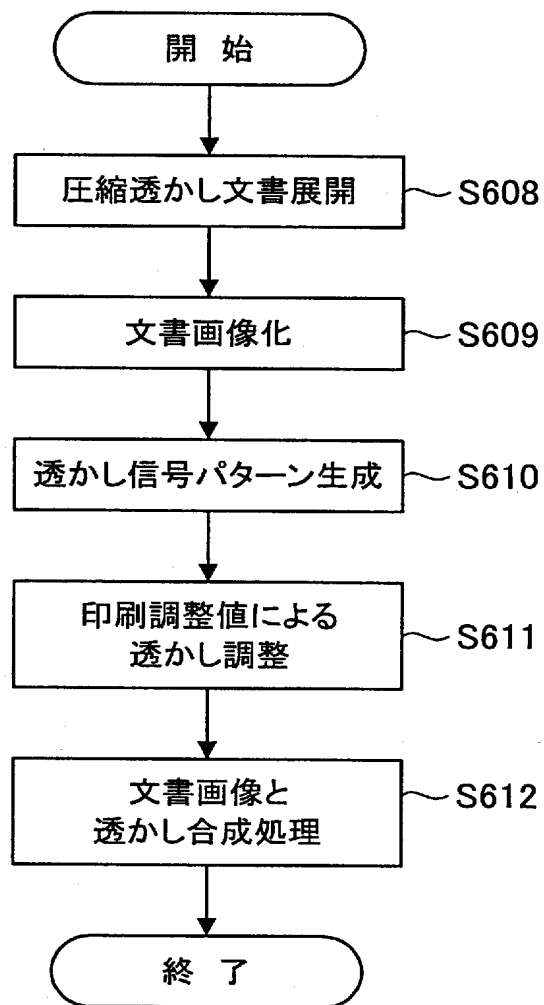 開 始
圧縮透かし文書展開 S608
文書画像化 S609
透かし信号パターン生成 S610
印刷調整値による
透かし調整 S611
文書画像と
透かし合成処理 S612
終 了